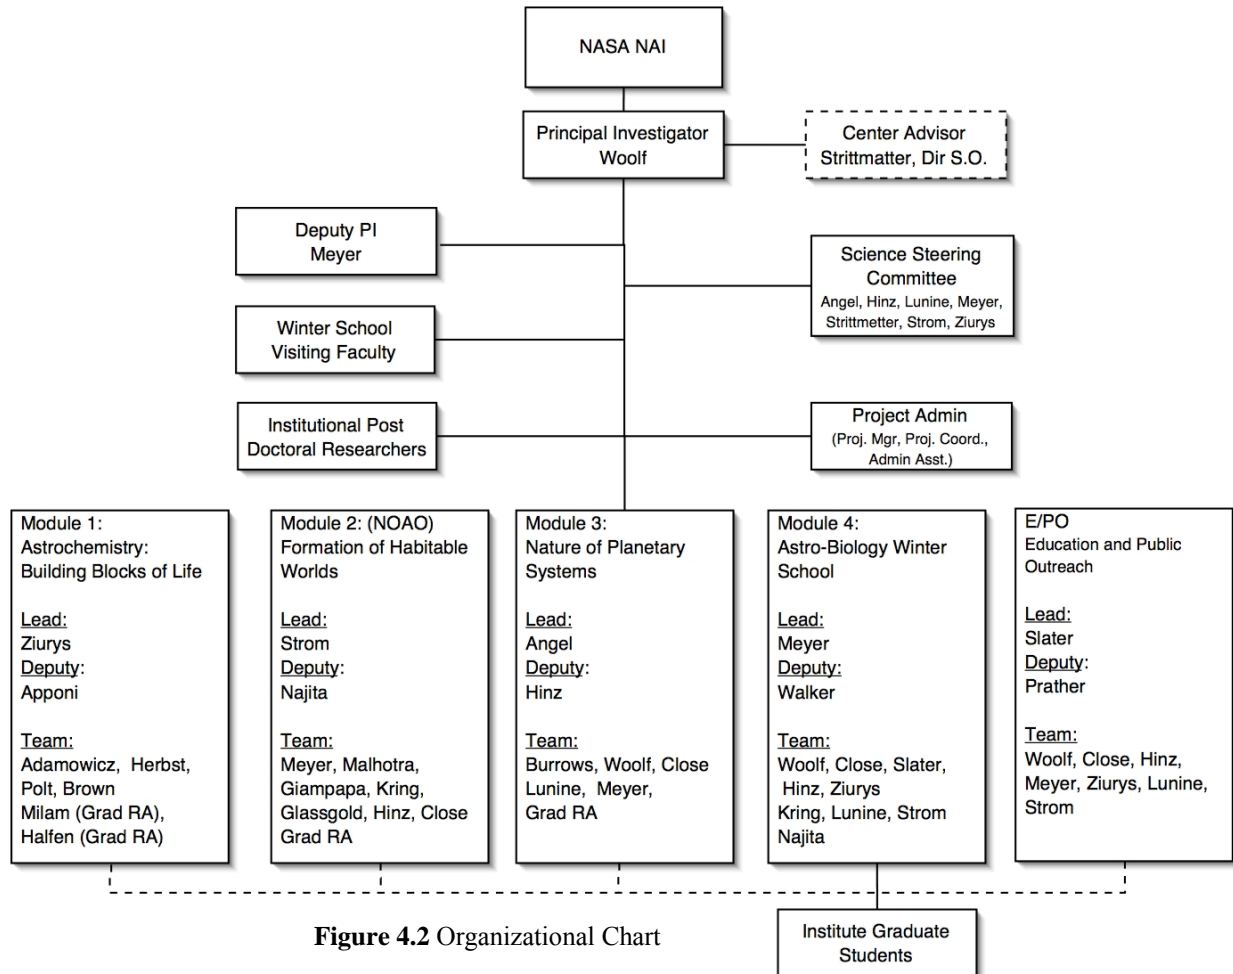 NASA NAI
Principal Investigator
Woolf
Center Advisor
Strittmatter, Dir S.O.
Deputy PI
Meyer
Science Steering
Committee
Angel, Hinz, Lunine, Meyer,
Strittmetter, Strom, Ziurys
Winter School
Visiting Faculty
Institutional Post
Doctoral Researchers
Project Admin
(Proj. Mgr, Proj. Coord.,
Admin Asst.)
Module 1:
Astrochemistry:
Building Blocks of Life
Lead:
Ziurys
Deputy:
Apponi
Team:
Adamowicz, Herbst,
Polt, Brown
Milam (Grad RA),
Halfen (Grad RA)
Module 2: (NOAO)
Formation of Habitable
Worlds
Lead:
Strom
Deputy:
Najita
Team:
Meyer, Malhotra,
Giampapa, Kring,
Glassgold, Hinz, Close
Grad RA
Module 3:
Nature of Planetary
Systems
Lead:
Angel
Deputy:
Hinz
Team:
Burrows, Woolf, Close
Lunine, Meyer,
Grad RA
Module 4:
Astro-Biology Winter
School
Lead:
Meyer
Deputy:
Walker
Team:
Woolf, Close, Slater,
Hinz, Ziurys
Kring, Lunine, Strom
Najita
E/PO
Education and Public
Outreach
Lead:
Slater
Deputy:
Prather
Team:
Woolf, Close, Hinz,
Meyer, Ziurys, Lunine,
Strom
Institute Graduate
Students
Figure 4.2 Organizational Chart